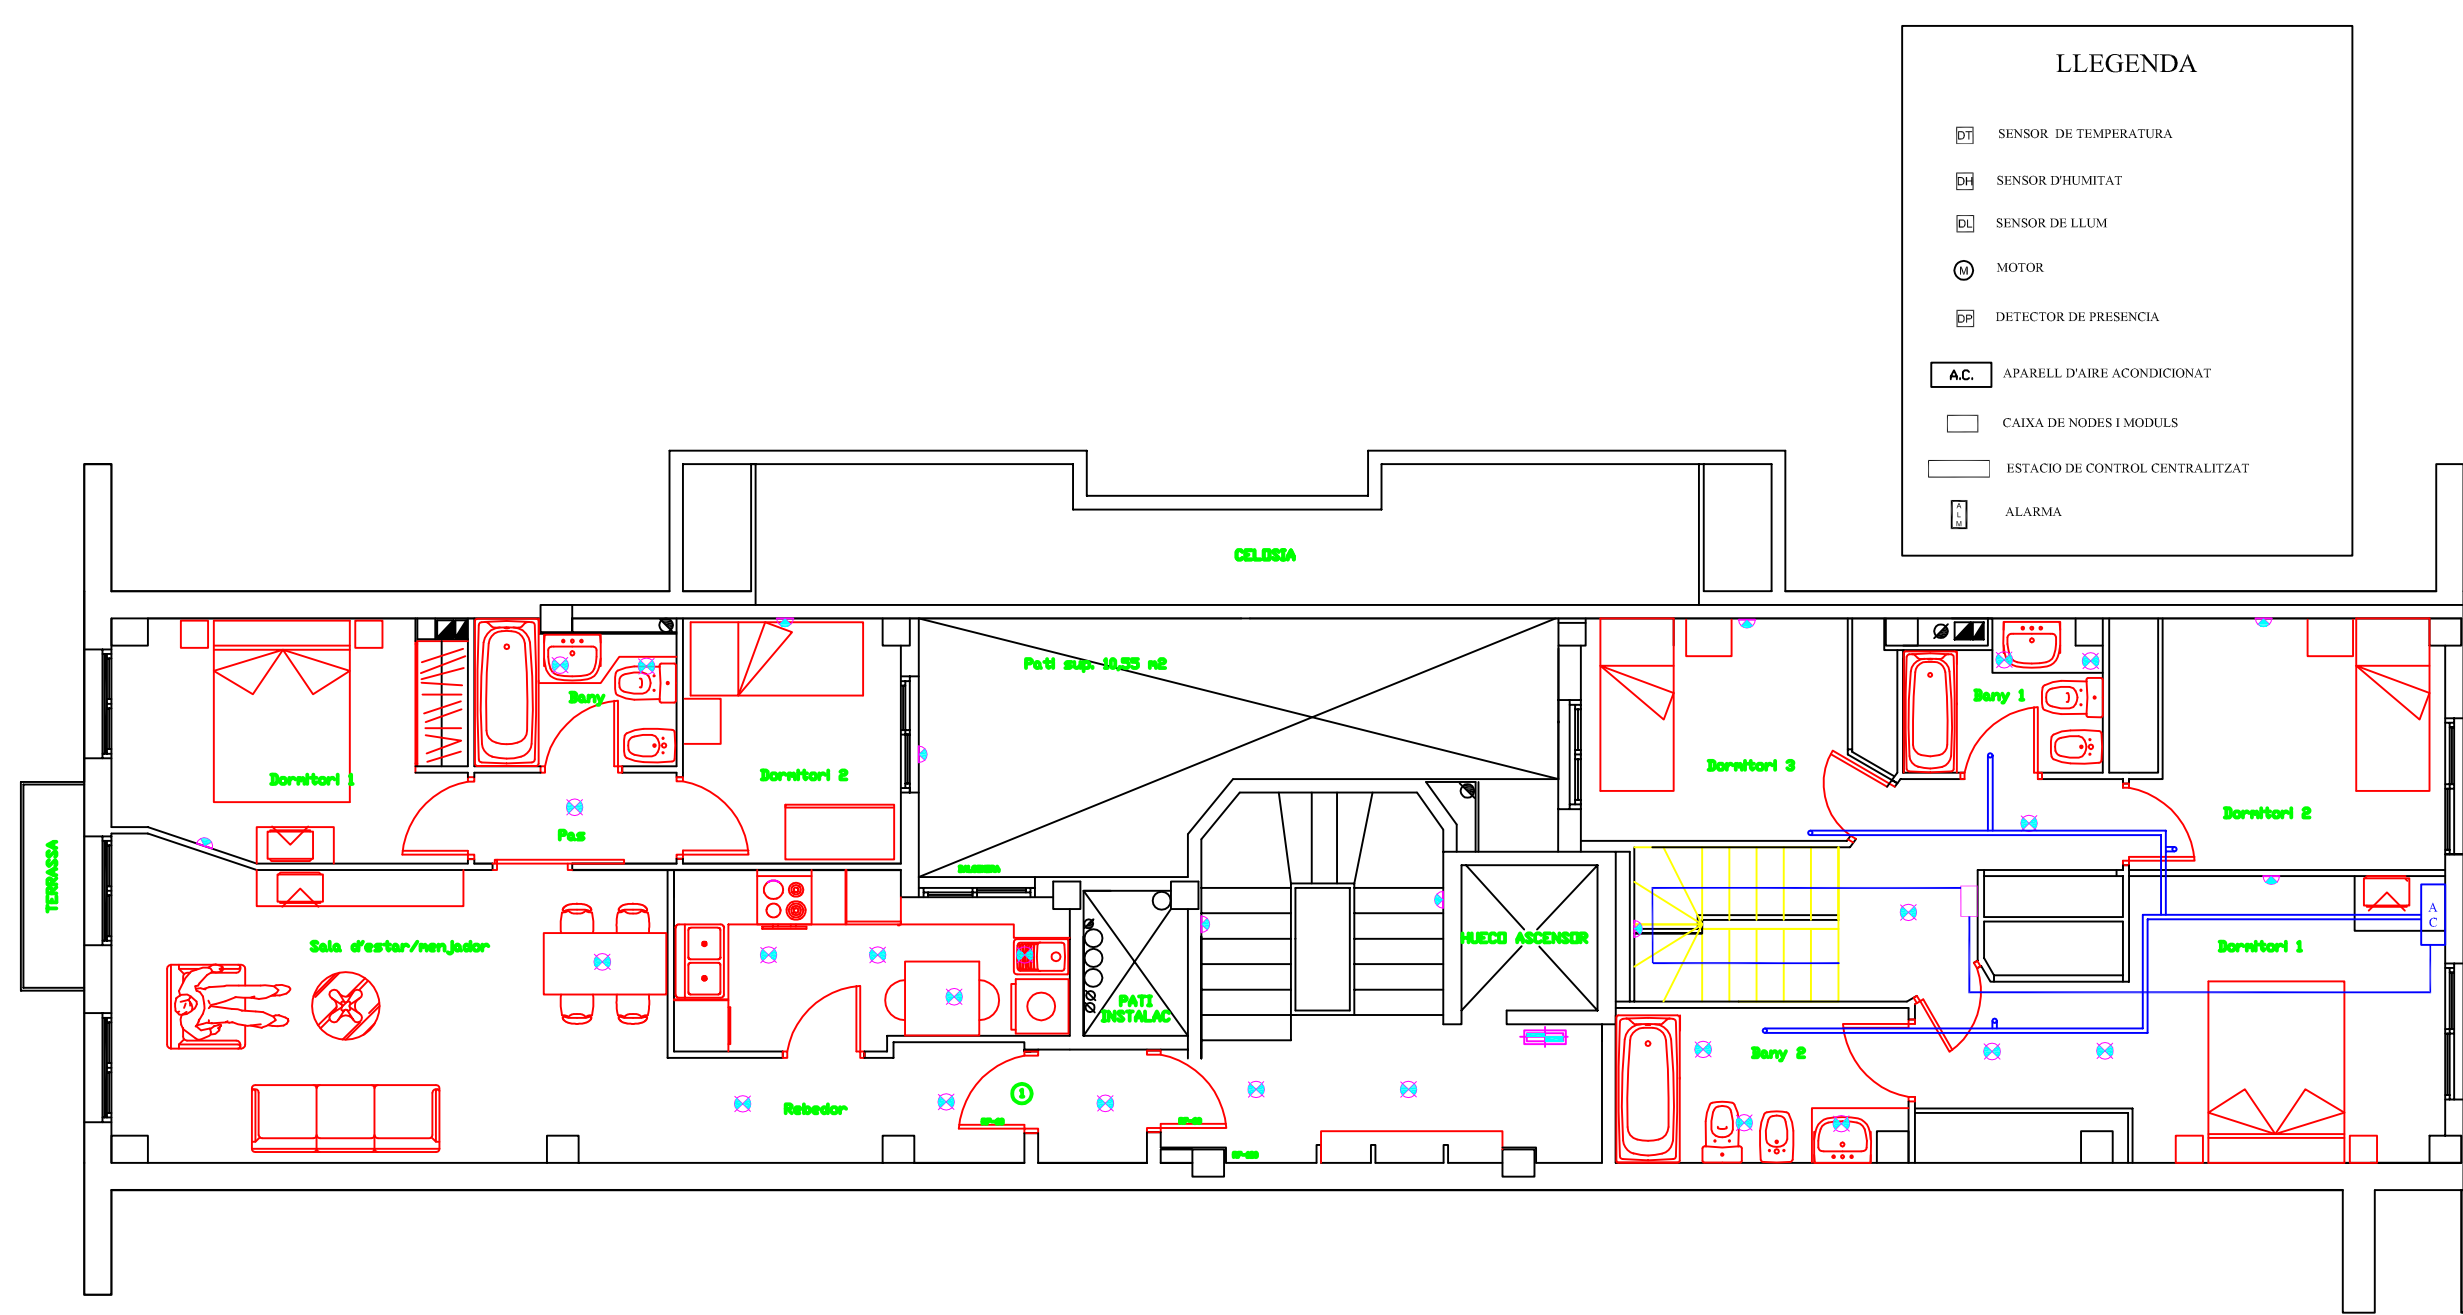 LLEGENDA
DT SENSOR DE TEMPERATURA
DH SENSOR D'HUMITAT
DL SENSOR DE LLUM
M MOTOR
DP DETECTOR DE PRESENCIA
A.C. APARELL D'AIRE ACONDICIONAT
CAIXA DE NODES I MODULS
ESTACIO DE CONTROL CENTRALITZAT
ALM ALARMA
CELOSIA
Pati sup. 10,55 m2
Bany
Bany 1
Dormitori 1
Dormitori 2
Dormitori 3
Dormitori 2
Pas
TERRASSA
Sala d'estar/menjador
HUECO ASCENSOR
AC
Dormitori 1
PATI
INSTALAC
Bany 2
1
Rebedor